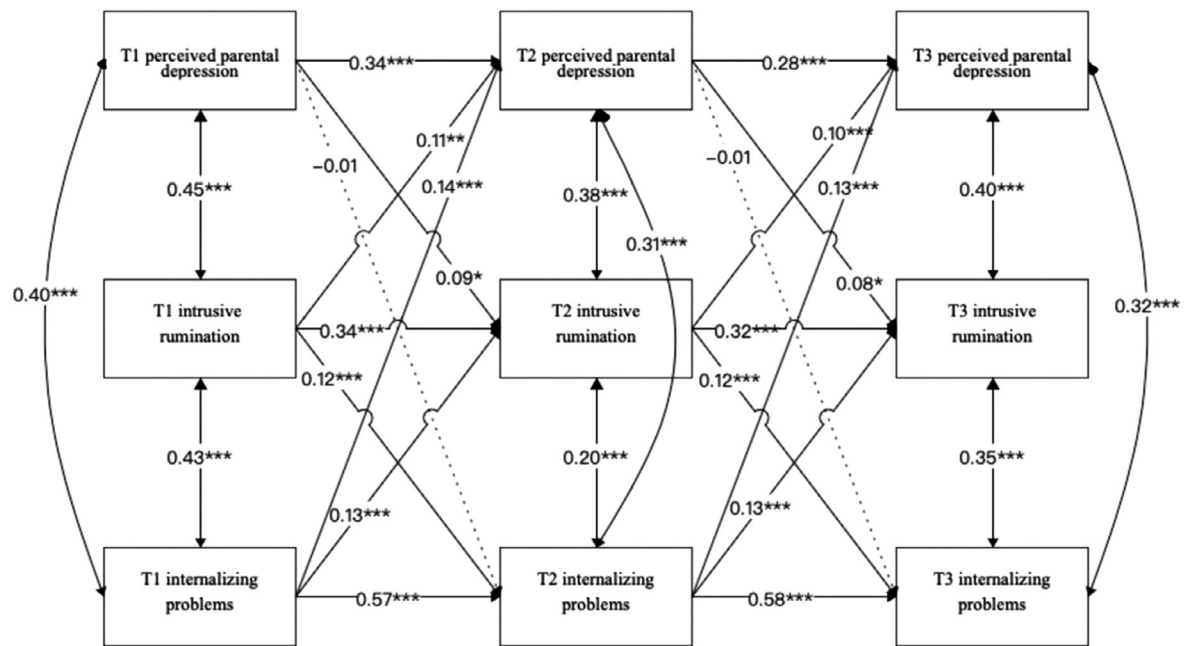 T1 perceived parental
depression
0.34***
T2 perceived parental
depression
0.28***
T3 perceived parental
depression
0.11**
0.10***
−0.01
−0.01
0.14***
0.13***
0.45***
0.38***
0.40***
0.31***
0.09*
0.08*
0.40***
0.32***
T1 intrusive
rumination
0.34***
T2 intrusive
rumination
0.32***
T3 intrusive
rumination
0.12***
0.12***
0.43***
0.20***
0.35***
0.13***
0.13***
T1 internalizing
problems
0.57***
T2 internalizing
problems
0.58***
T3 internalizing
problems